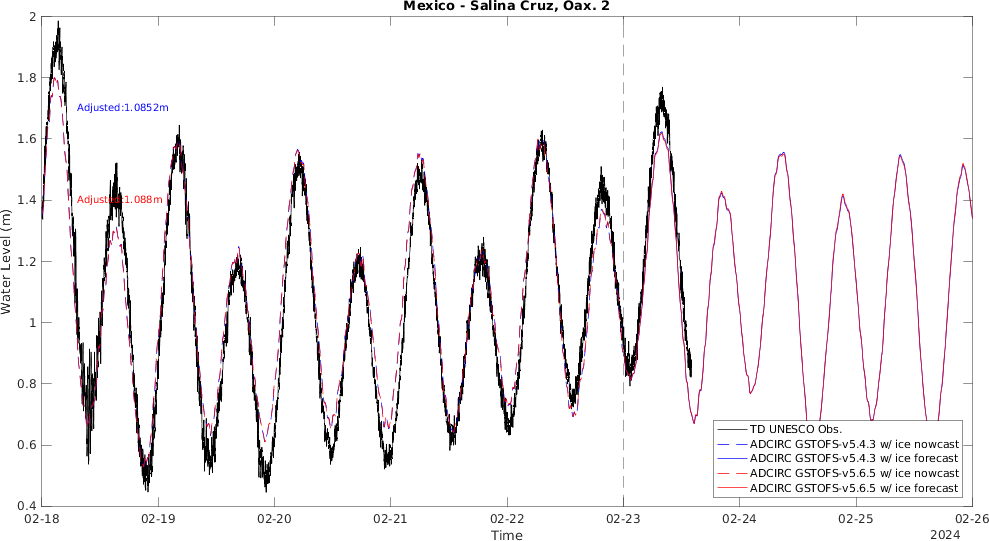 Mexico - Salina Cruz, Oax. 2
Water Level (m)
2
1.8
1.6
1.4
1.2
1
0.8
0.6
0.4
Adjusted:1.0852m
Adjusted:1.088m
TD UNESCO Obs.
ADCIRC GSTOFS-v5.4.3 w/ ice nowcast
ADCIRC GSTOFS-v5.4.3 w/ ice forecast
ADCIRC GSTOFS-v5.6.5 w/ ice nowcast
ADCIRC GSTOFS-v5.6.5 w/ ice forecast
02-18 02-19 02-20 02-21 02-22 02-23 02-24 02-25 02-26
Time
2024